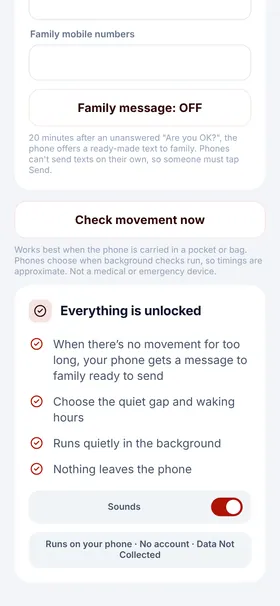 Family mobile numbers
Family message: OFF
20 minutes after an unanswered "Are you OK?", the
phone offers a ready-made text to family. Phones
can't send texts on their own, so someone must tap
Send.
Check movement now
Works best when the phone is carried in a pocket or bag.
Phones choose when background checks run, so timings are
approximate. Not a medical or emergency device.
Everything is unlocked
When there’s no movement for too
long, your phone gets a message to
family ready to send
Choose the quiet gap and waking
hours
Runs quietly in the background
Nothing leaves the phone
Sounds
Runs on your phone · No account · Data Not
Collected